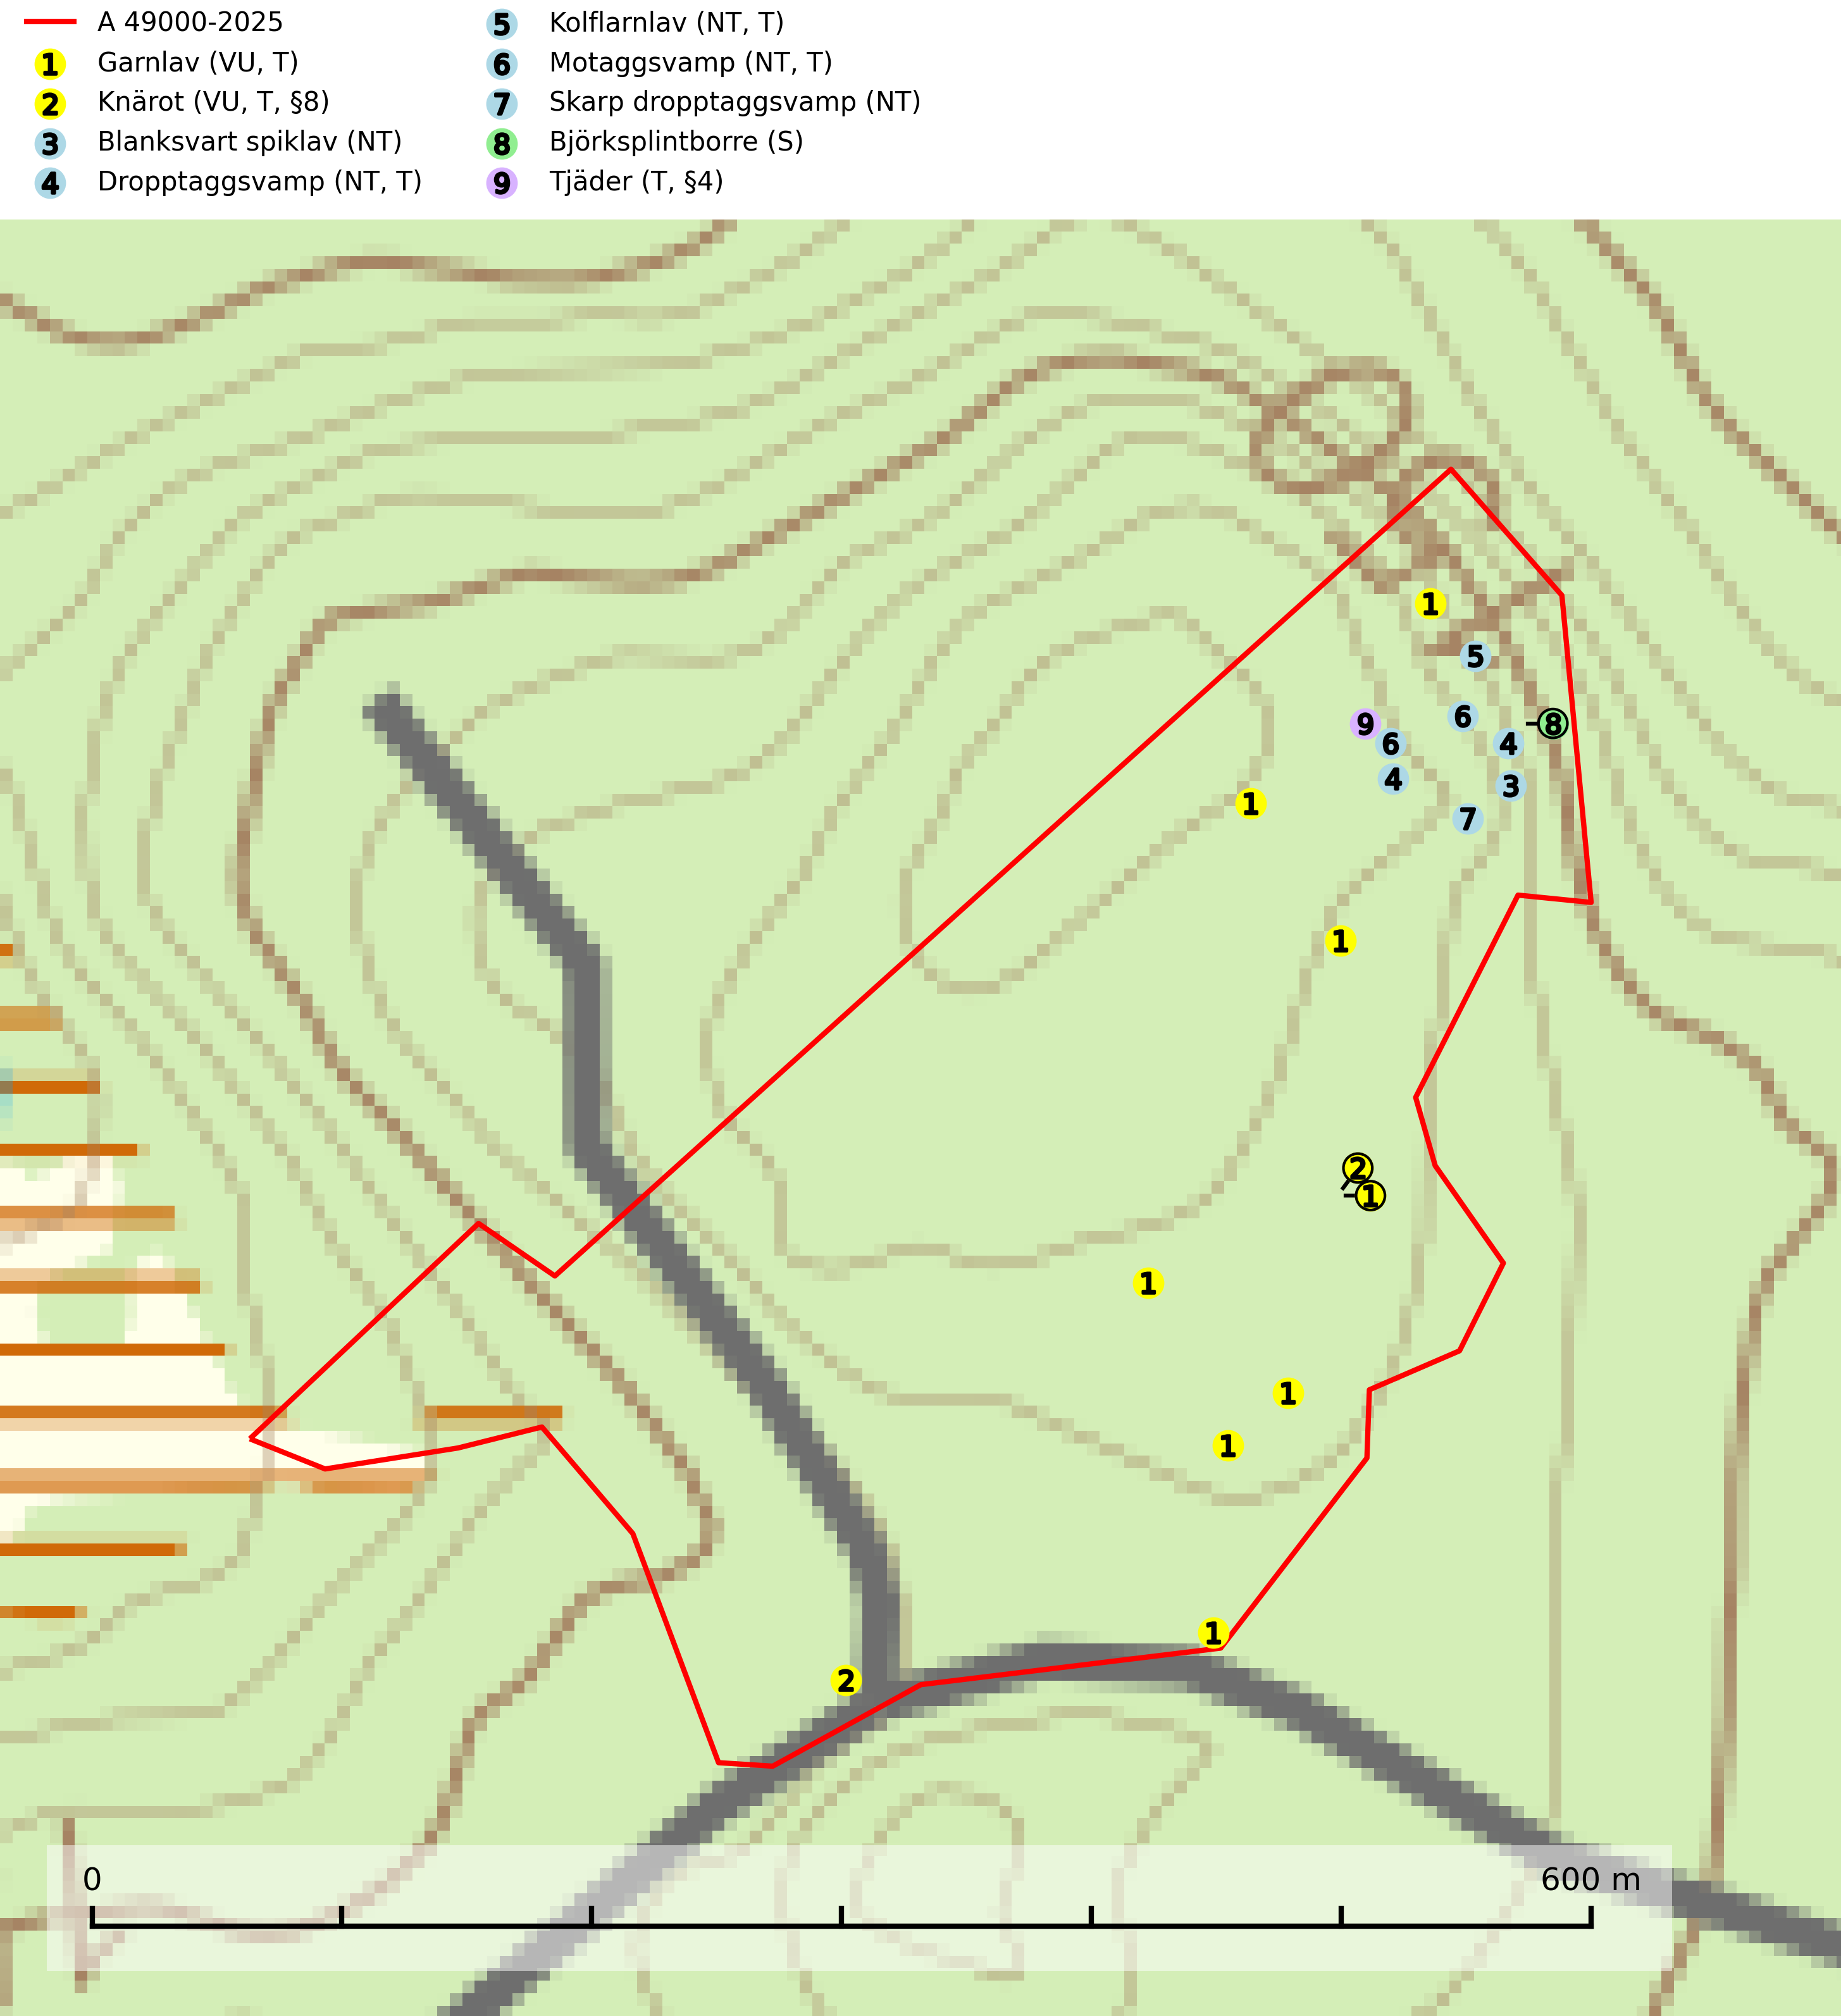 A 49000-2025
1 Garnlav (VU, T)
2 Knärot (VU, T, §8)
3 Blanksvart spiklav (NT)
4 Dropptaggsvamp (NT, T)
5 Kolflarnlav (NT, T)
6 Motaggsvamp (NT, T)
7 Skarp dropptaggsvamp (NT)
8 Björksplintborre (S)
9 Tjäder (T, §4)
1
5
6
9
8
6
4
4
3
1
7
1
2
1
1
1
1
1
2
0
600 m